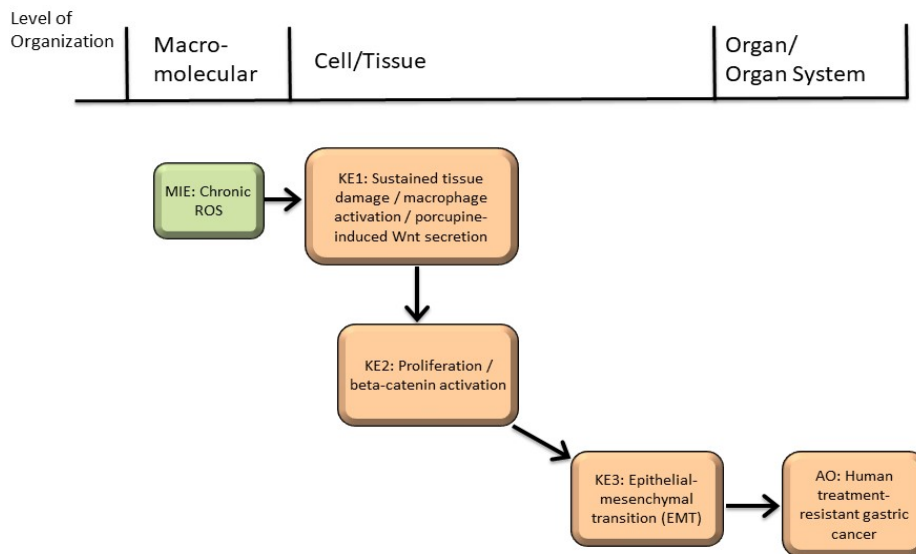 Level of
Organization
Macro-
molecular
Cell/Tissue
Organ/
Organ System
MIE: Chronic
ROS
KE1: Sustained tissue
damage / macrophage
activation / porcupine-
induced Wnt secretion
KE2: Proliferation /
beta-catenin activation
KE3: Epithelial-
mesenchymal
transition (EMT)
AO: Human
treatment-
resistant gastric
cancer